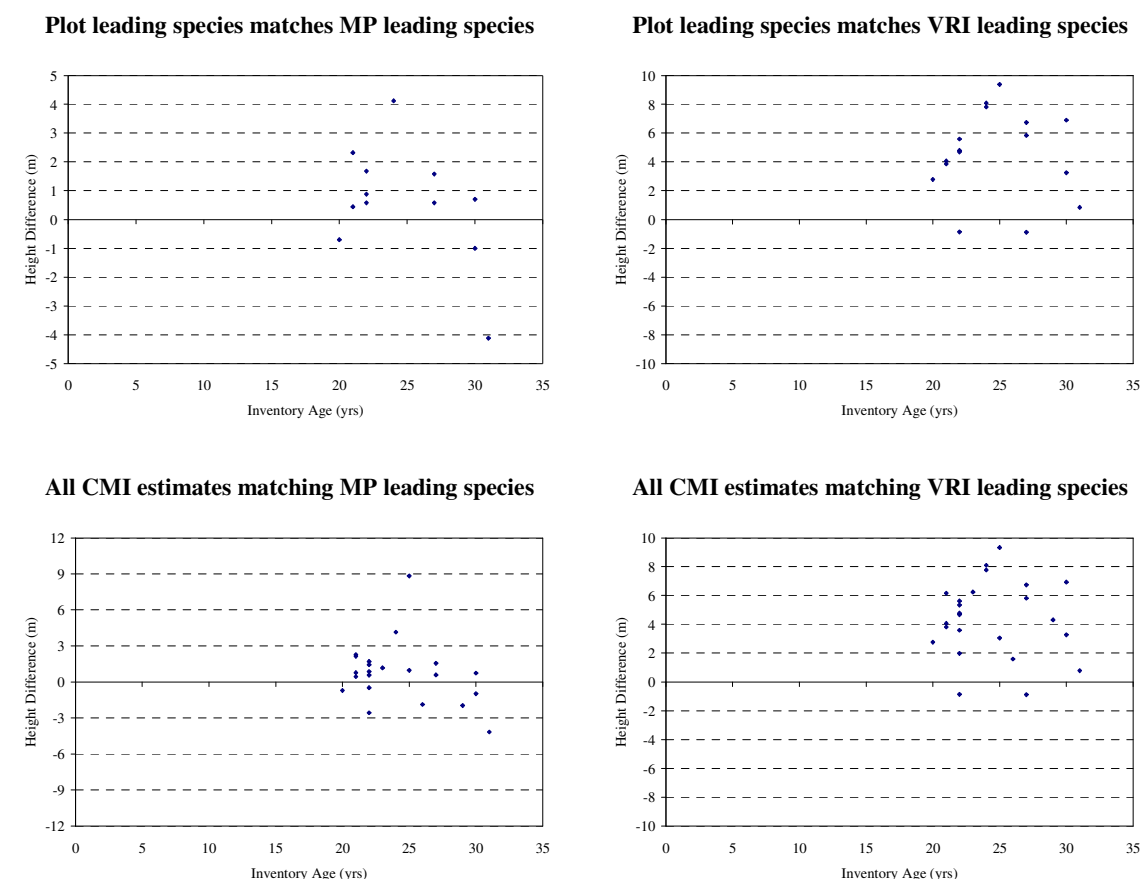 Plot leading species matches MP leading species
5
4
3
2
1
0
-1
-2
-3
-4
-5
Height Difference (m)
0 5 10 15 20 25 30 35
Inventory Age (yrs)
Plot leading species matches VRI leading species
10
8
6
4
2
0
-2
-4
-6
-8
-10
Height Difference (m)
0 5 10 15 20 25 30 35
Inventory Age (yrs)
All CMI estimates matching MP leading species
12
9
6
3
0
-3
-6
-9
-12
Height Difference (m)
0 5 10 15 20 25 30 35
Inventory Age (yrs)
All CMI estimates matching VRI leading species
10
8
6
4
2
0
-2
-4
-6
-8
-10
Height Difference (m)
0 5 10 15 20 25 30 35
Inventory Age (yrs)